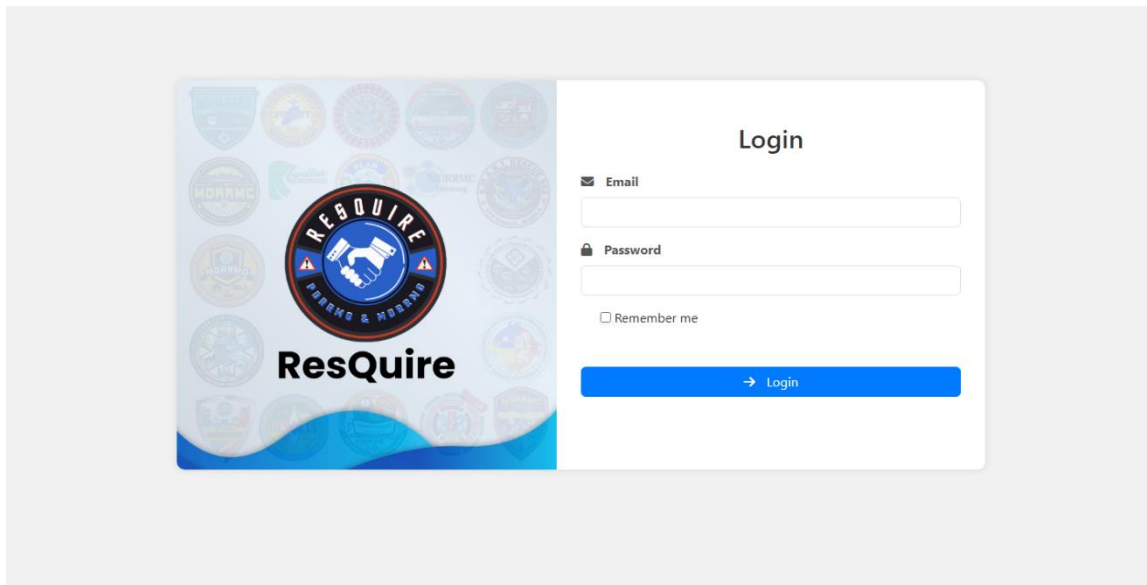 RESQUIRE
PDRRMO & MDRRMO
ResQuire
Login
Email
Password
Remember me
Login